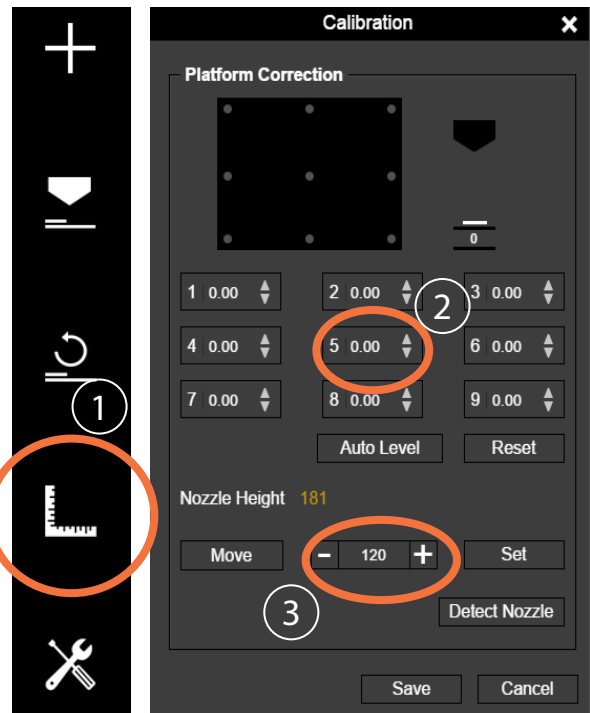 Calibration
Platform Correction
0
1 0.00 2 0.00 3 0.00
2
4 0.00 5 0.00 6 0.00
1
7 0.00 8 0.00 9 0.00
Auto Level Reset
Nozzle Height 181
Move - 120 + Set
3
Detect Nozzle
Save Cancel